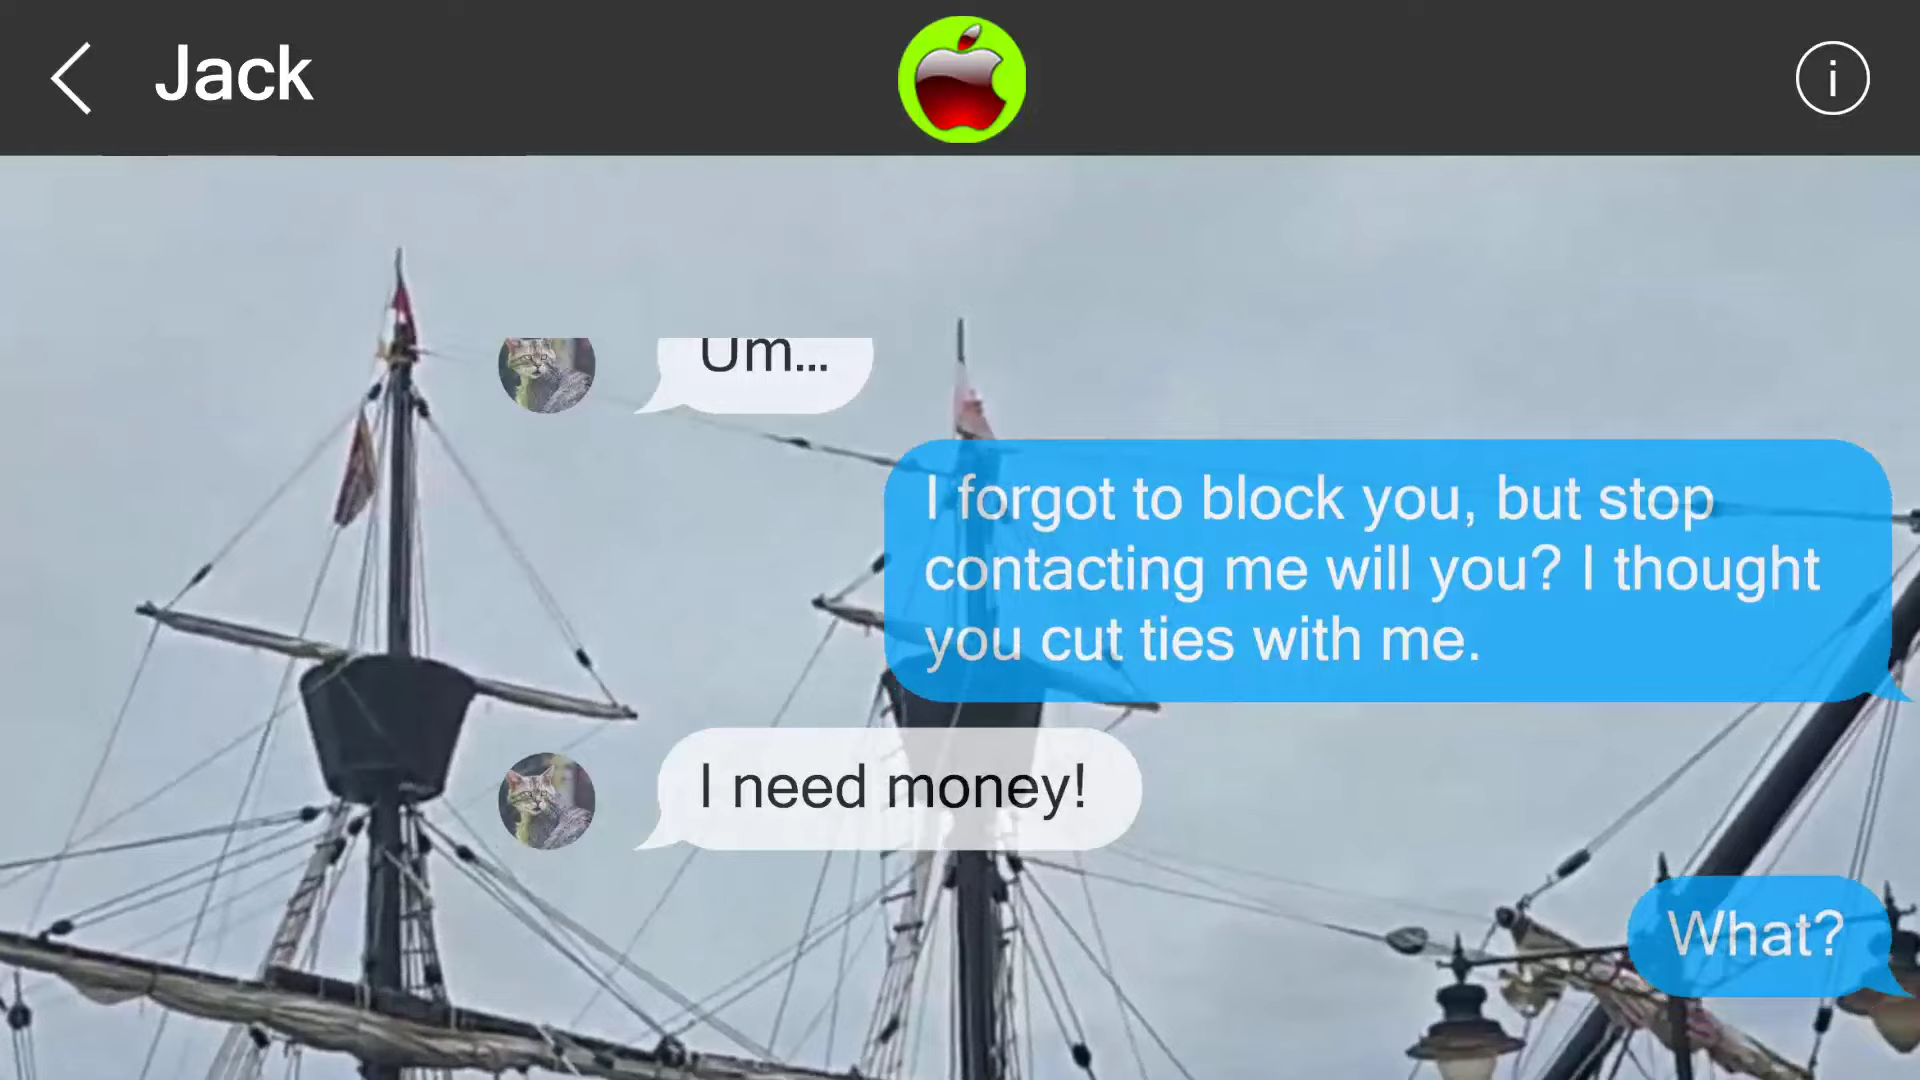 Jack
i
Um...
I forgot to block you, but stop
contacting me will you? I thought
you cut ties with me.
I need money!
What?